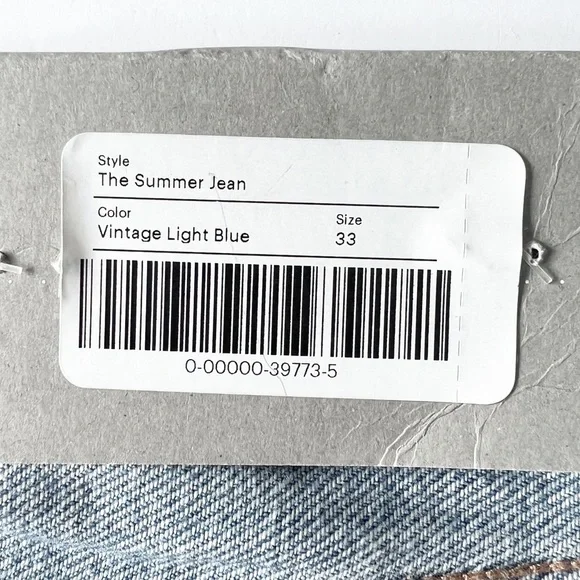 Style
The Summer Jean
Color Size
Vintage Light Blue 33
0-00000-39773-5